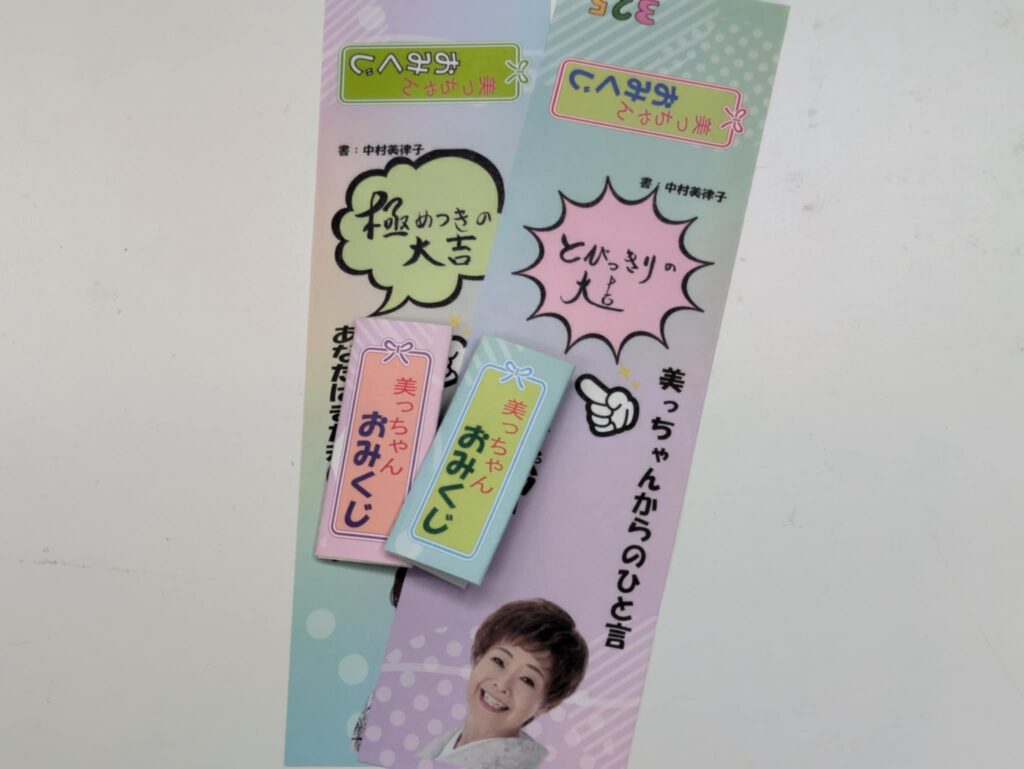 美っちゃん
おみくじ
書：中村美律子
極めつきの
大吉
325
美っちゃん
おみくじ
書：中村美律子
とびっきりの
大吉
美っちゃんからのひと言
美っちゃん
おみくじ
美っちゃん
おみくじ